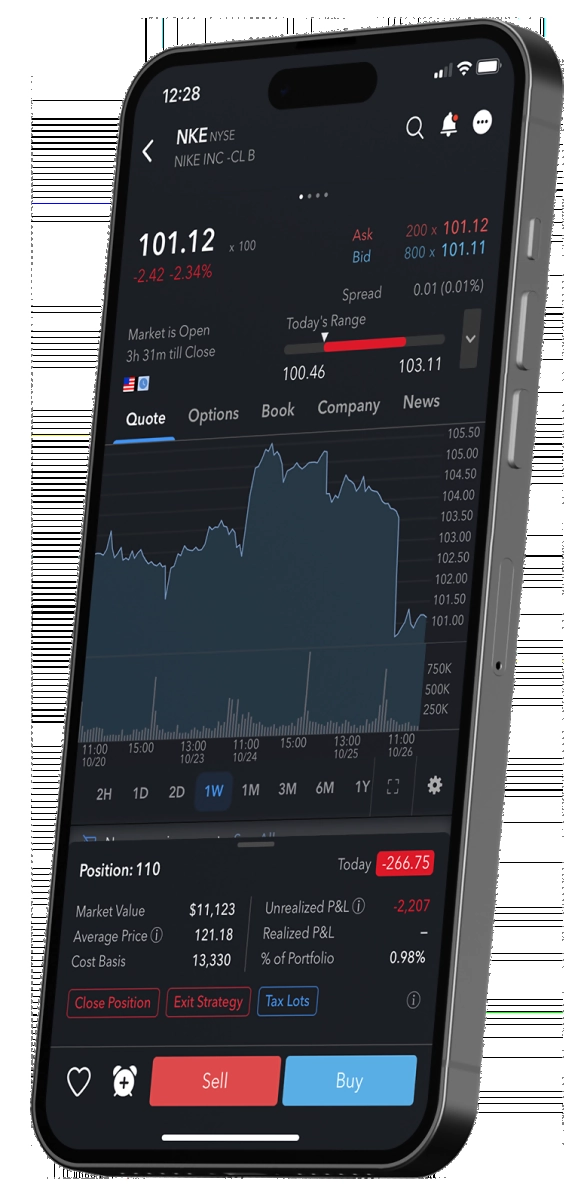 12:28
NKE NYSE
NIKE INC -CL B
101.12 x 100
-2.42 -2.34%
Ask 200 x 101.12
Bid 800 x 101.11
Spread 0.01 (0.01%)
Market is Open
3h 31m till Close
Today's Range
100.46 103.11
Quote Options Book Company News
105.50
105.00
104.50
104.00
103.50
103.00
102.50
102.00
101.50
101.00
750K
500K
250K
11:00 15:00 13:00 11:00 15:00 13:00 11:00
10/20 10/23 10/24 10/25 10/26
2H 1D 2D 1W 1M 3M 6M 1Y
Position: 110 Today -266.75
Market Value $11,123 Unrealized P&L -2,207
Average Price 121.18 Realized P&L –
Cost Basis 13,330 % of Portfolio 0.98%
Close Position Exit Strategy Tax Lots
Sell Buy